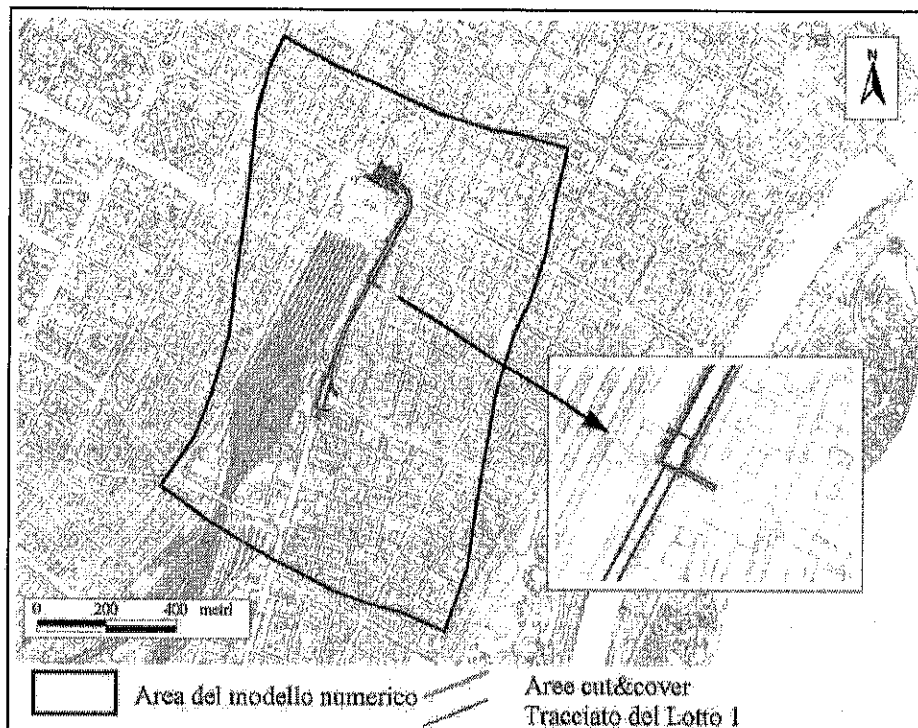 N
0 200 400 metri
Area del modello numerico
Aree cut&cover
Tracciato del Lotto 1